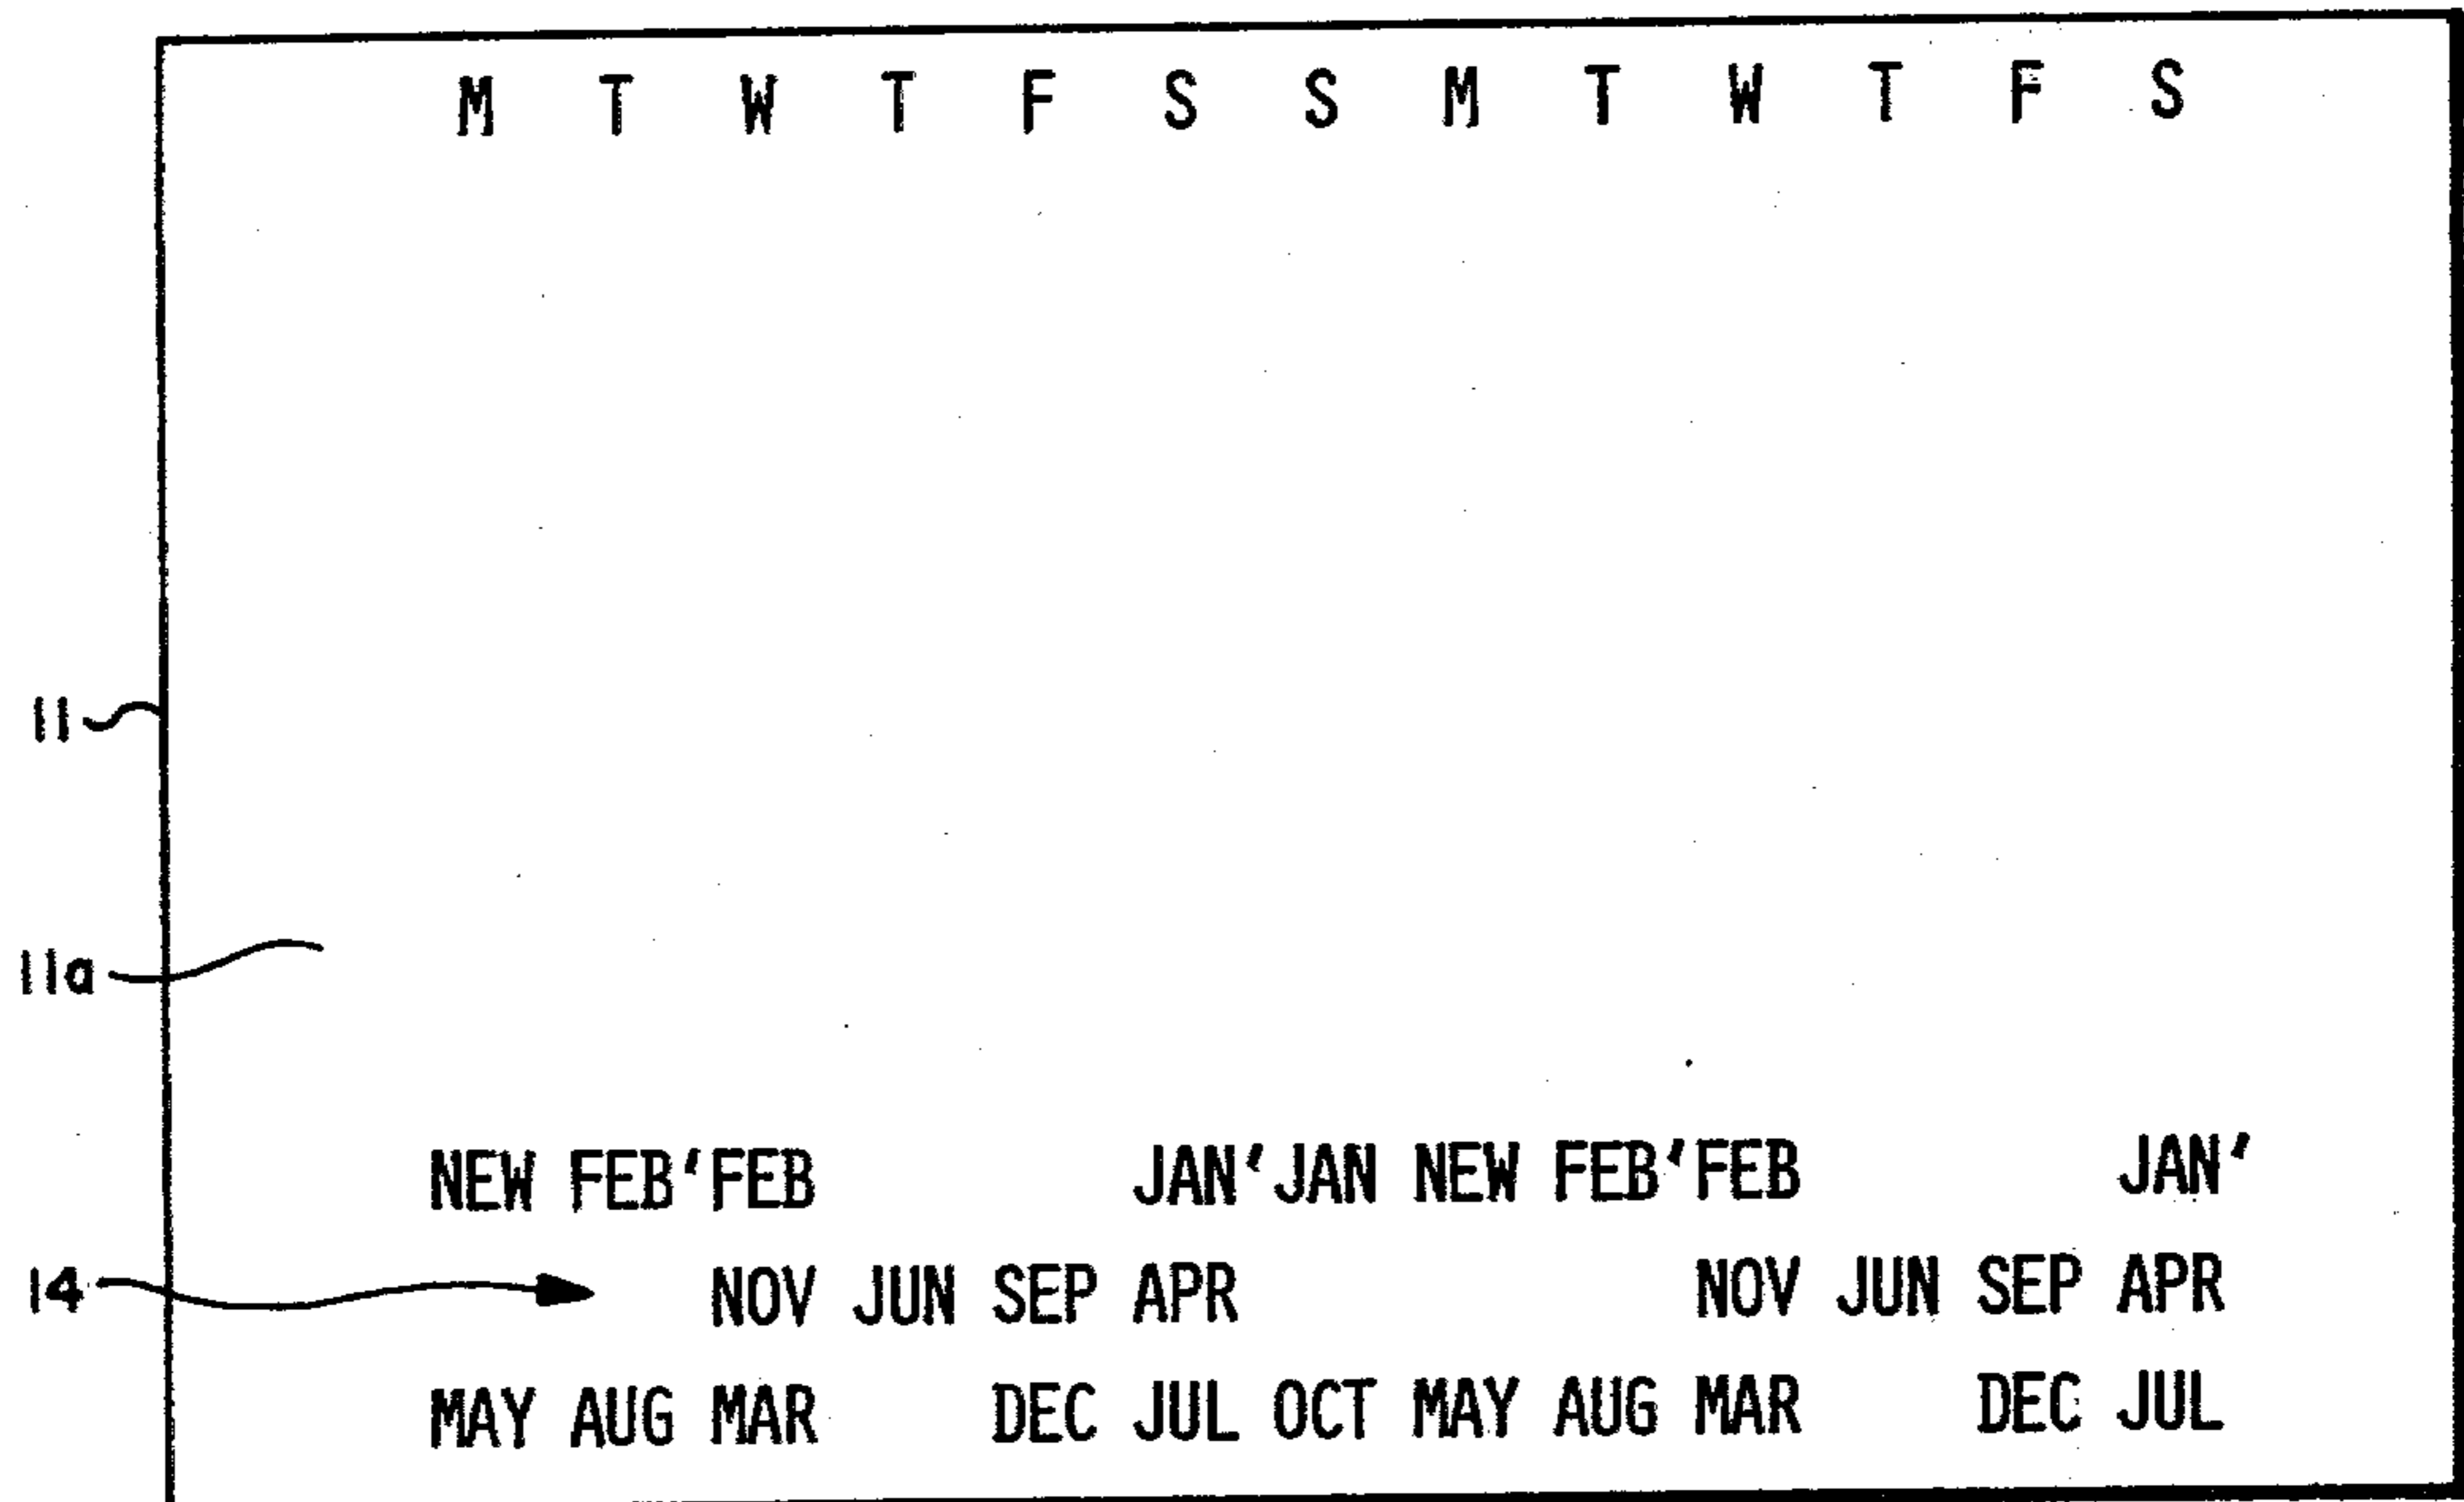 M T W T F S S M T W T F S
11
11a
NEW FEB'FEB JAN'JAN NEW FEB'FEB JAN'
14 NOV JUN SEP APR NOV JUN SEP APR
MAY AUG MAR DEC JUL OCT MAY AUG MAR DEC JUL